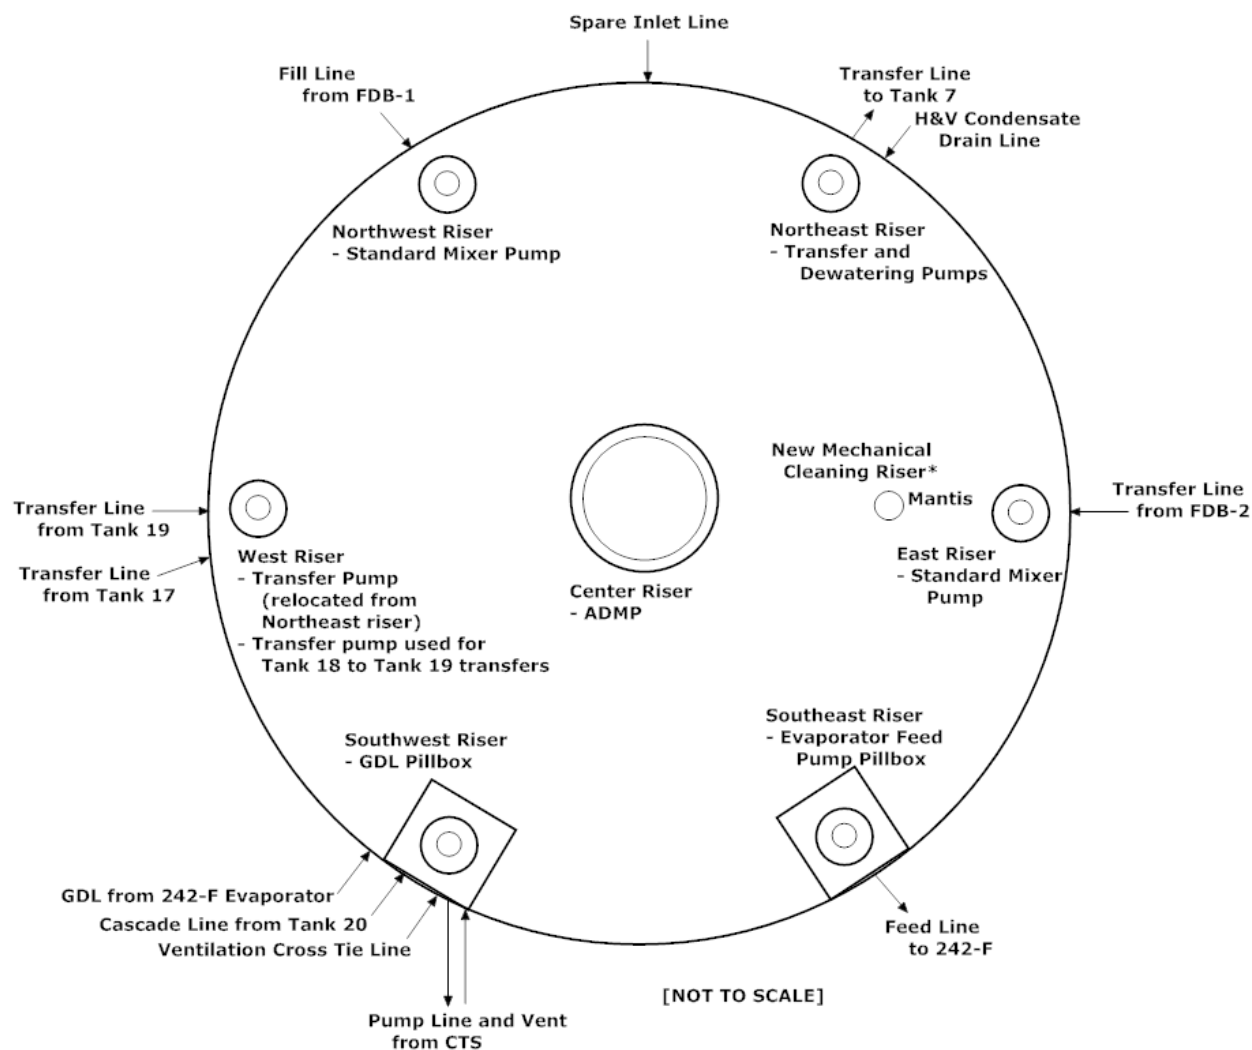 Spare Inlet Line
Fill Line
from FDB-1
Transfer Line
to Tank 7
H&V Condensate
Drain Line
Northwest Riser
- Standard Mixer Pump
Northeast Riser
- Transfer and
Dewatering Pumps
New Mechanical
Cleaning Riser*
Mantis
Transfer Line
from Tank 19
Transfer Line
from FDB-2
Transfer Line
from Tank 17
West Riser
- Transfer Pump
(relocated from
Northeast riser)
- Transfer pump used for
Tank 18 to Tank 19 transfers
Center Riser
- ADMP
East Riser
- Standard Mixer
Pump
Southwest Riser
- GDL Pillbox
Southeast Riser
- Evaporator Feed
Pump Pillbox
GDL from 242-F Evaporator
Cascade Line from Tank 20
Ventilation Cross Tie Line
Feed Line
to 242-F
[NOT TO SCALE]
Pump Line and Vent
from CTS